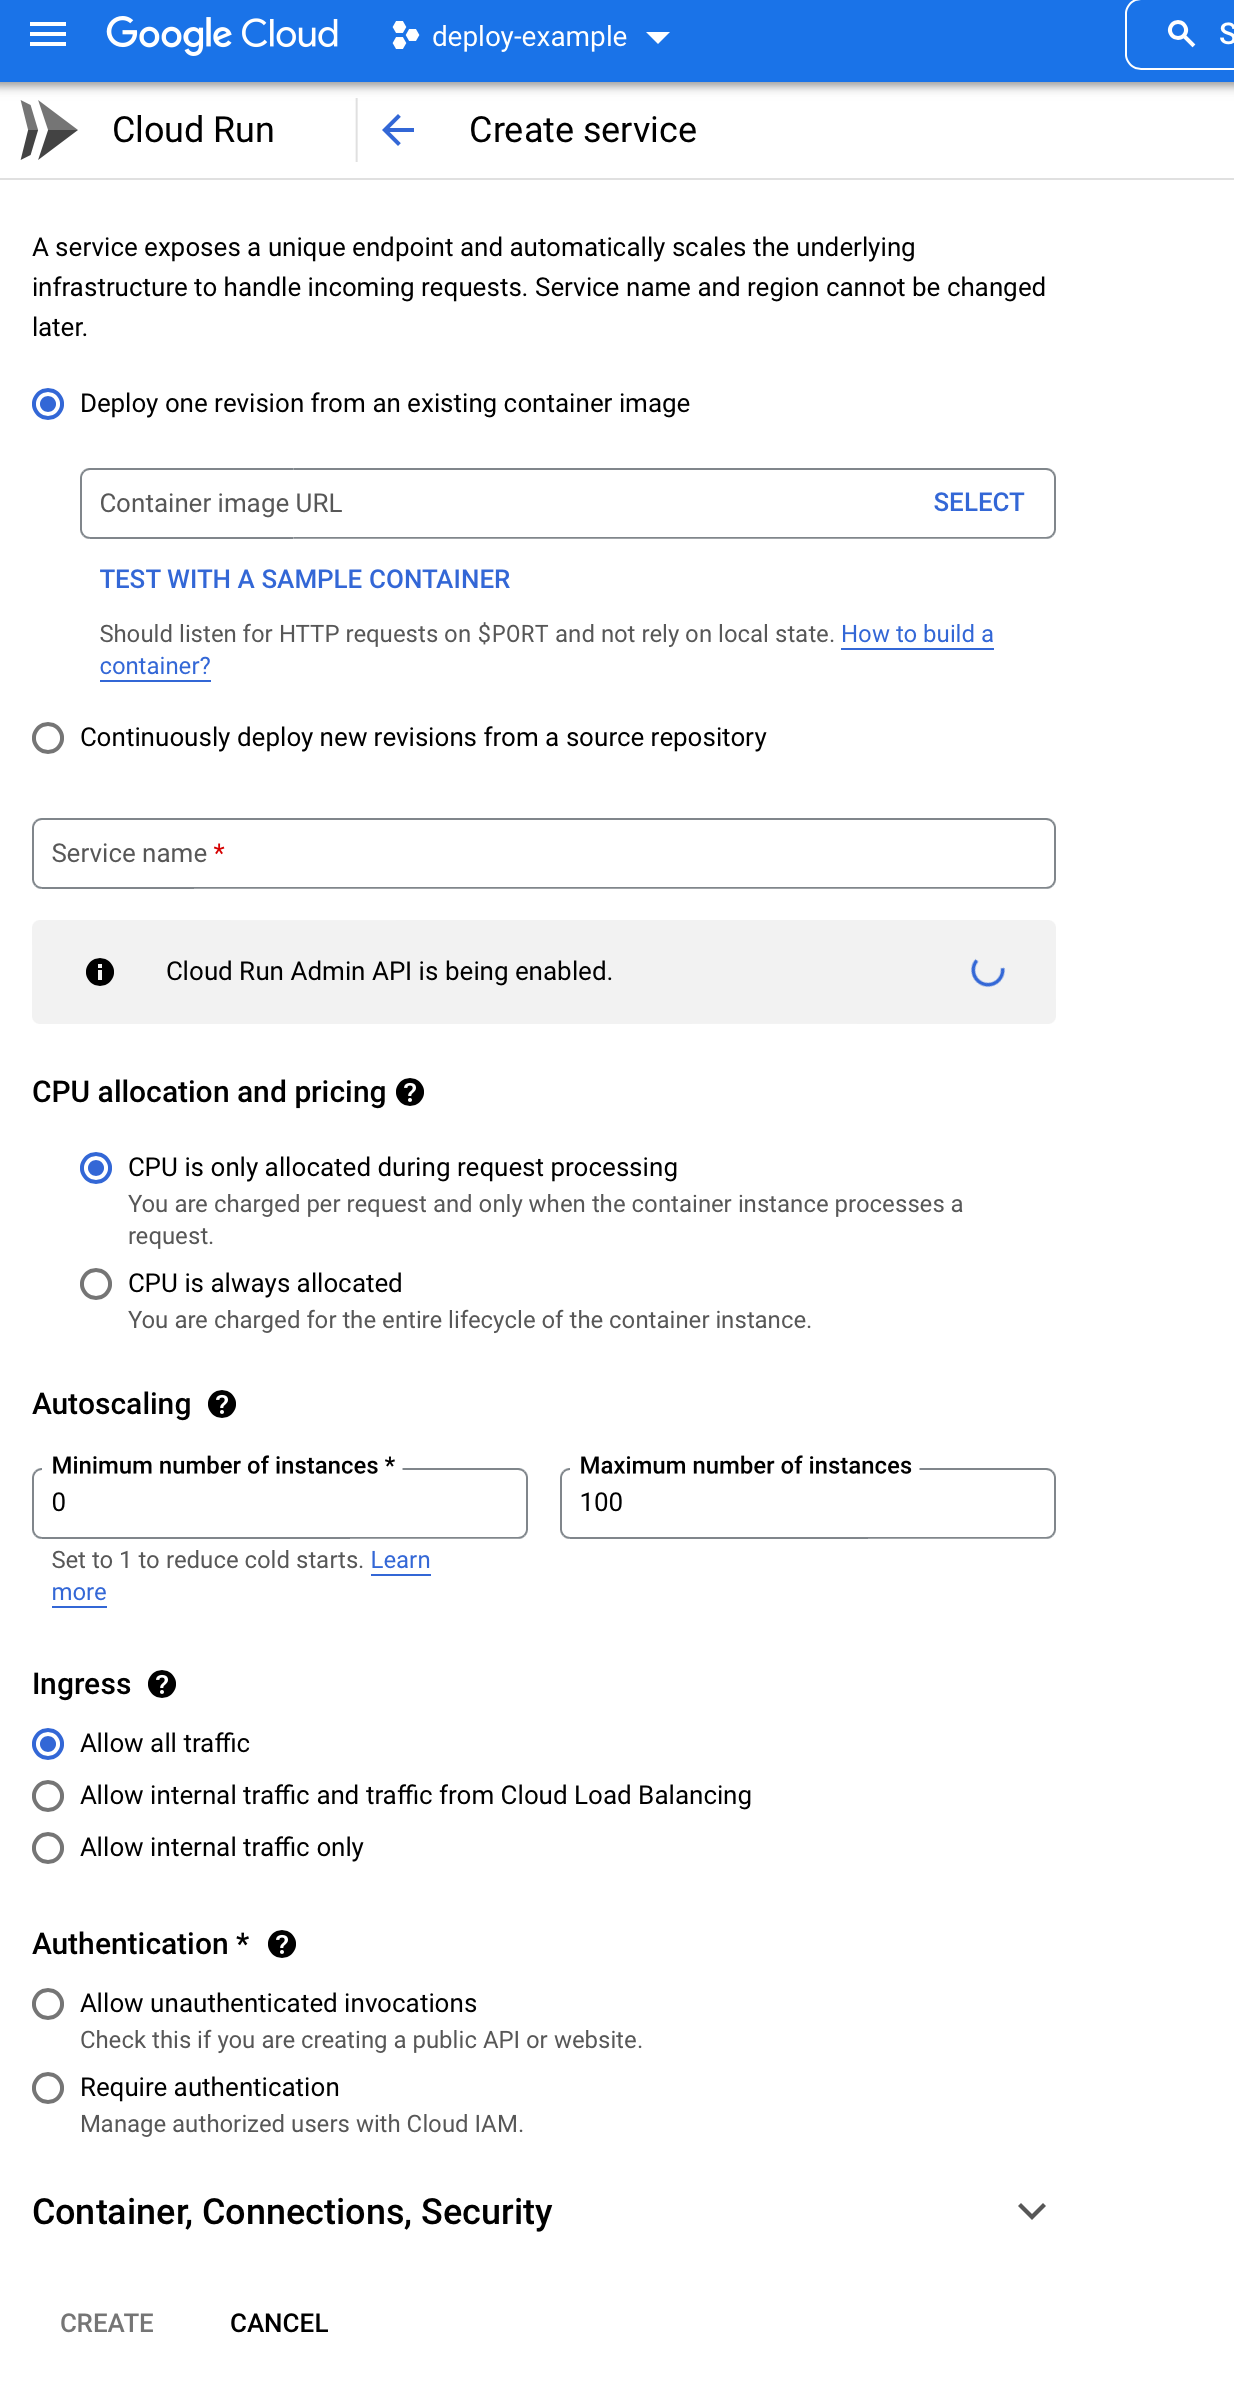 Google Cloud
deploy-example
S
Cloud Run
Create service
A service exposes a unique endpoint and automatically scales the underlying
infrastructure to handle incoming requests. Service name and region cannot be changed
later.
Deploy one revision from an existing container image
Container image URL
SELECT
TEST WITH A SAMPLE CONTAINER
Should listen for HTTP requests on $PORT and not rely on local state. How to build a
container?
Continuously deploy new revisions from a source repository
Service name *
Cloud Run Admin API is being enabled.
CPU allocation and pricing
CPU is only allocated during request processing
You are charged per request and only when the container instance processes a
request.
CPU is always allocated
You are charged for the entire lifecycle of the container instance.
Autoscaling
Minimum number of instances *
0
Maximum number of instances
100
Set to 1 to reduce cold starts. Learn
more
Ingress
Allow all traffic
Allow internal traffic and traffic from Cloud Load Balancing
Allow internal traffic only
Authentication *
Allow unauthenticated invocations
Check this if you are creating a public API or website.
Require authentication
Manage authorized users with Cloud IAM.
Container, Connections, Security
CREATE
CANCEL